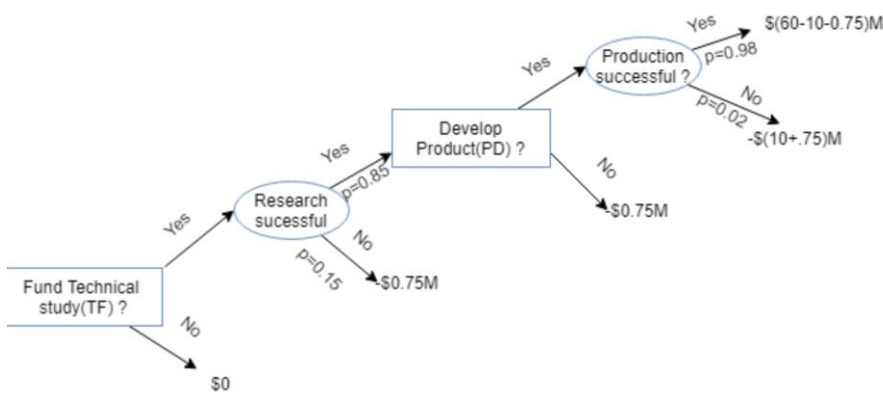 Yes
$(60-10-0.75)M
Production
successful ?
p=0.98
Yes
No
p=0.02
-$(10+.75)M
Develop
Product(PD) ?
Yes
p=0.85
No
-$0.75M
Research
sucessful
Yes
No
p=0.15
-$0.75M
Fund Technical
study(TF) ?
No
$0